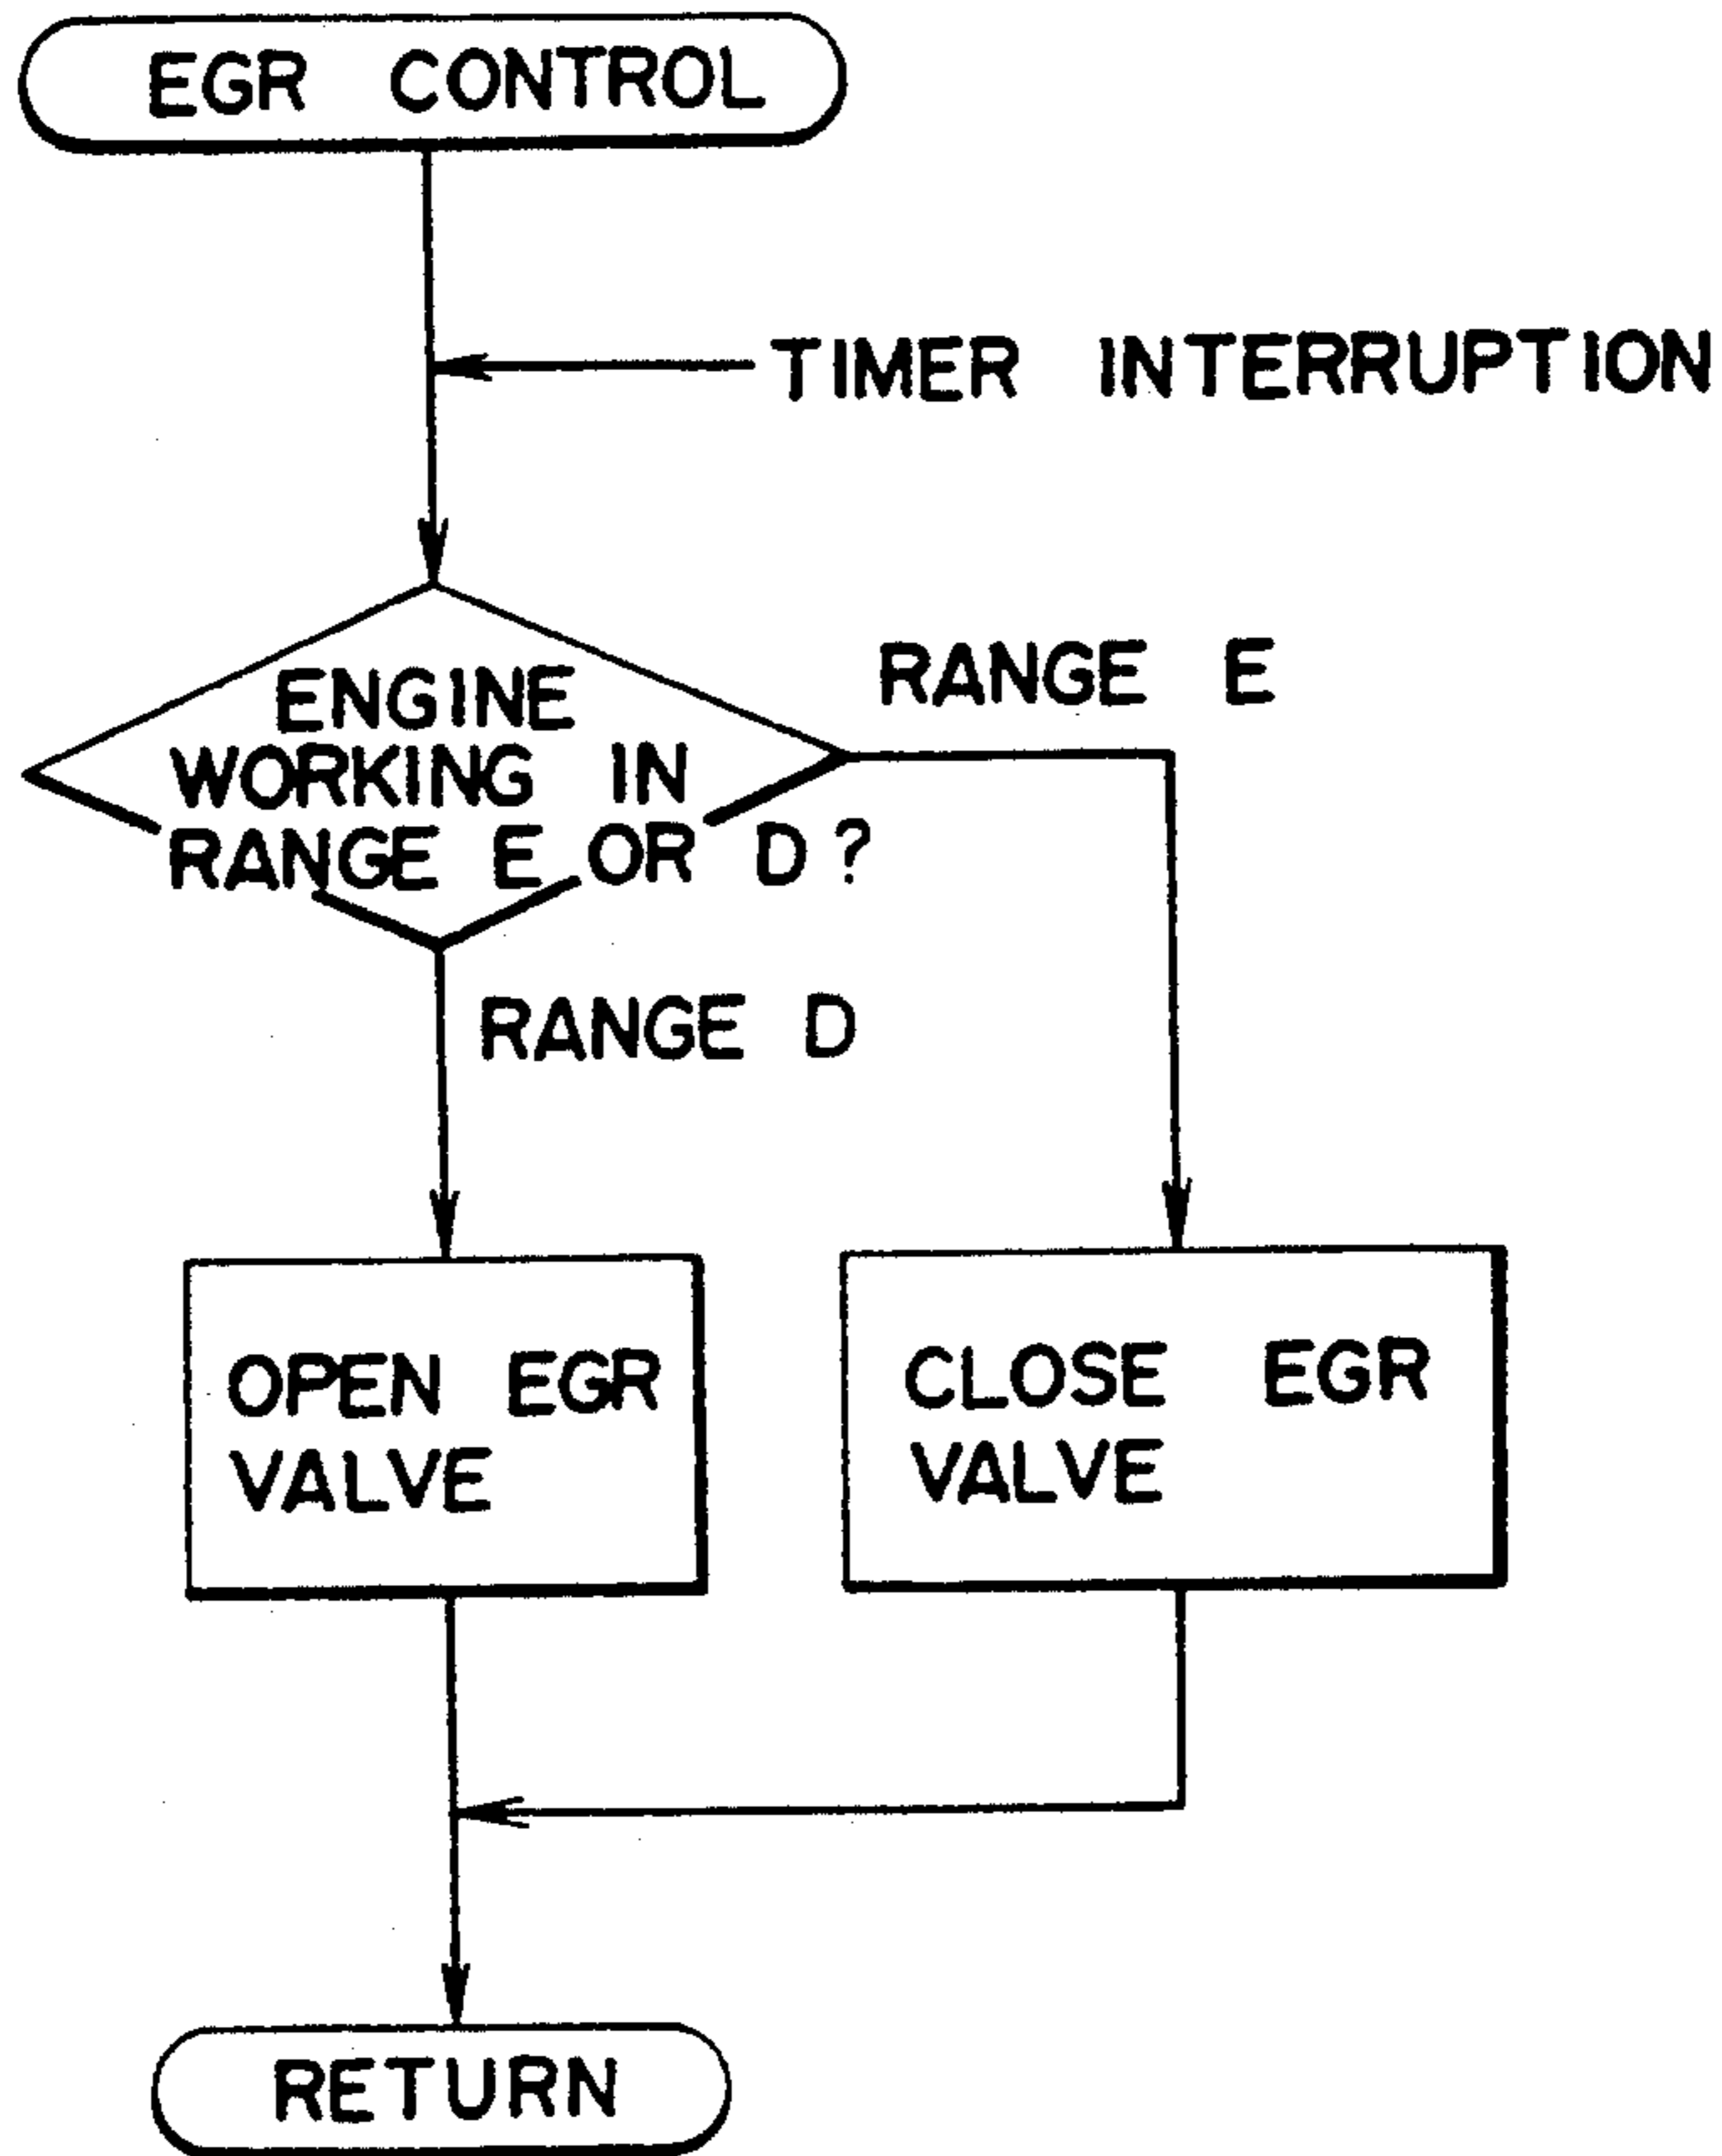 EGR CONTROL
TIMER INTERRUPTION
ENGINE
WORKING IN
RANGE E OR D?
RANGE E
RANGE D
OPEN EGR
VALVE
CLOSE EGR
VALVE
RETURN